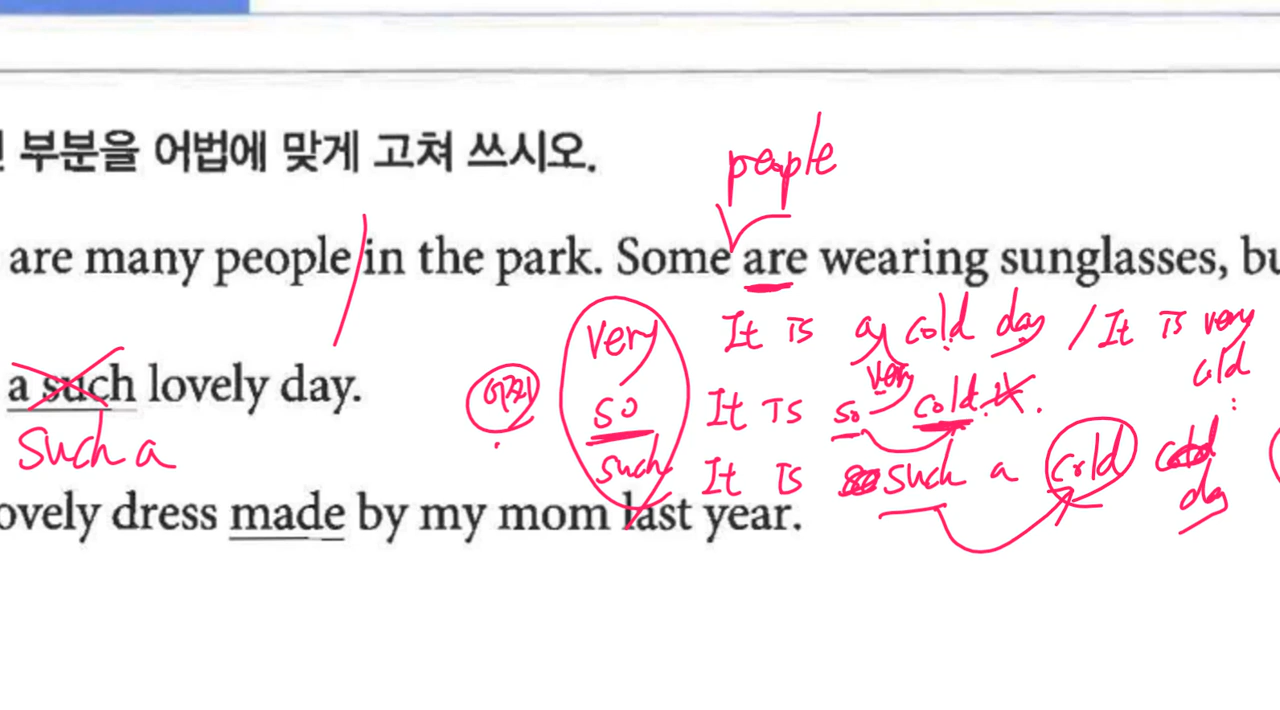 부분을 어법에 맞게 고쳐 쓰시오.
people
are many people in the park. Some are wearing sunglasses, bu
very It is a cold day / It is very cold
very
a such lovely day.
so It is so cold.
such a
such It is such a cold day
ovely dress made by my mom last year.